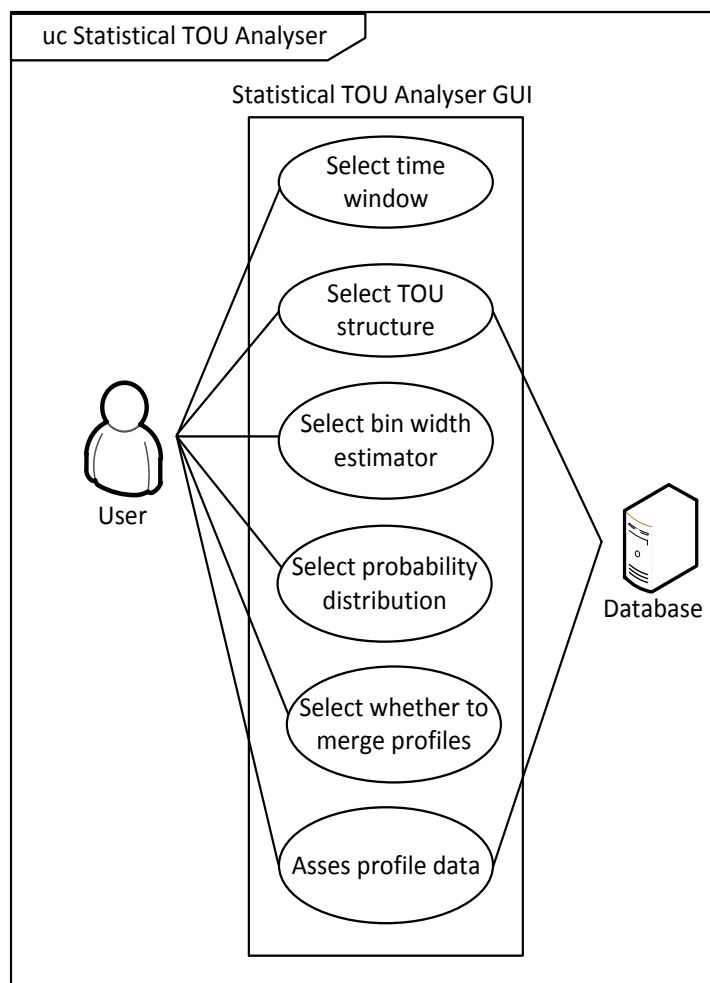 uc Statistical TOU Analyser
Statistical TOU Analyser GUI
Select time
window
Select TOU
structure
Select bin width
estimator
User
Select probability
distribution
Database
Select whether to
merge profiles
Asses profile data